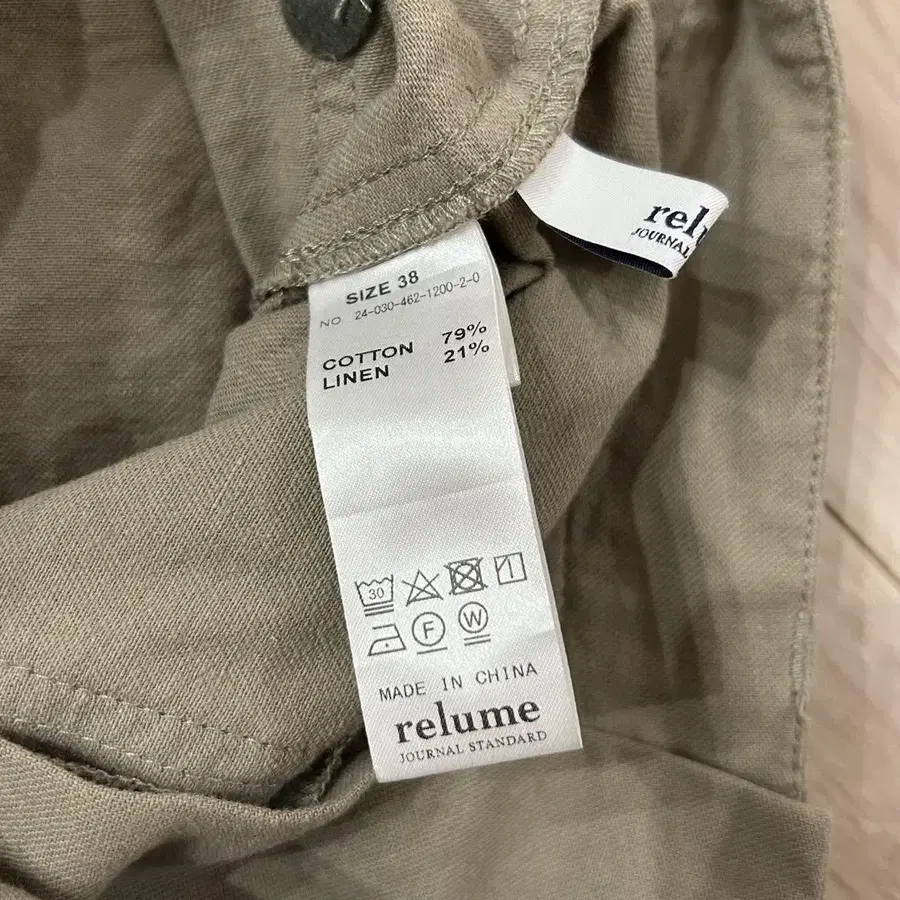 SIZE 38
NO 24-030-462-1200-2-0
COTTON 79%
LINEN 21%
30
F W
MADE IN CHINA
relume
JOURNAL STANDARD
JOURNAL